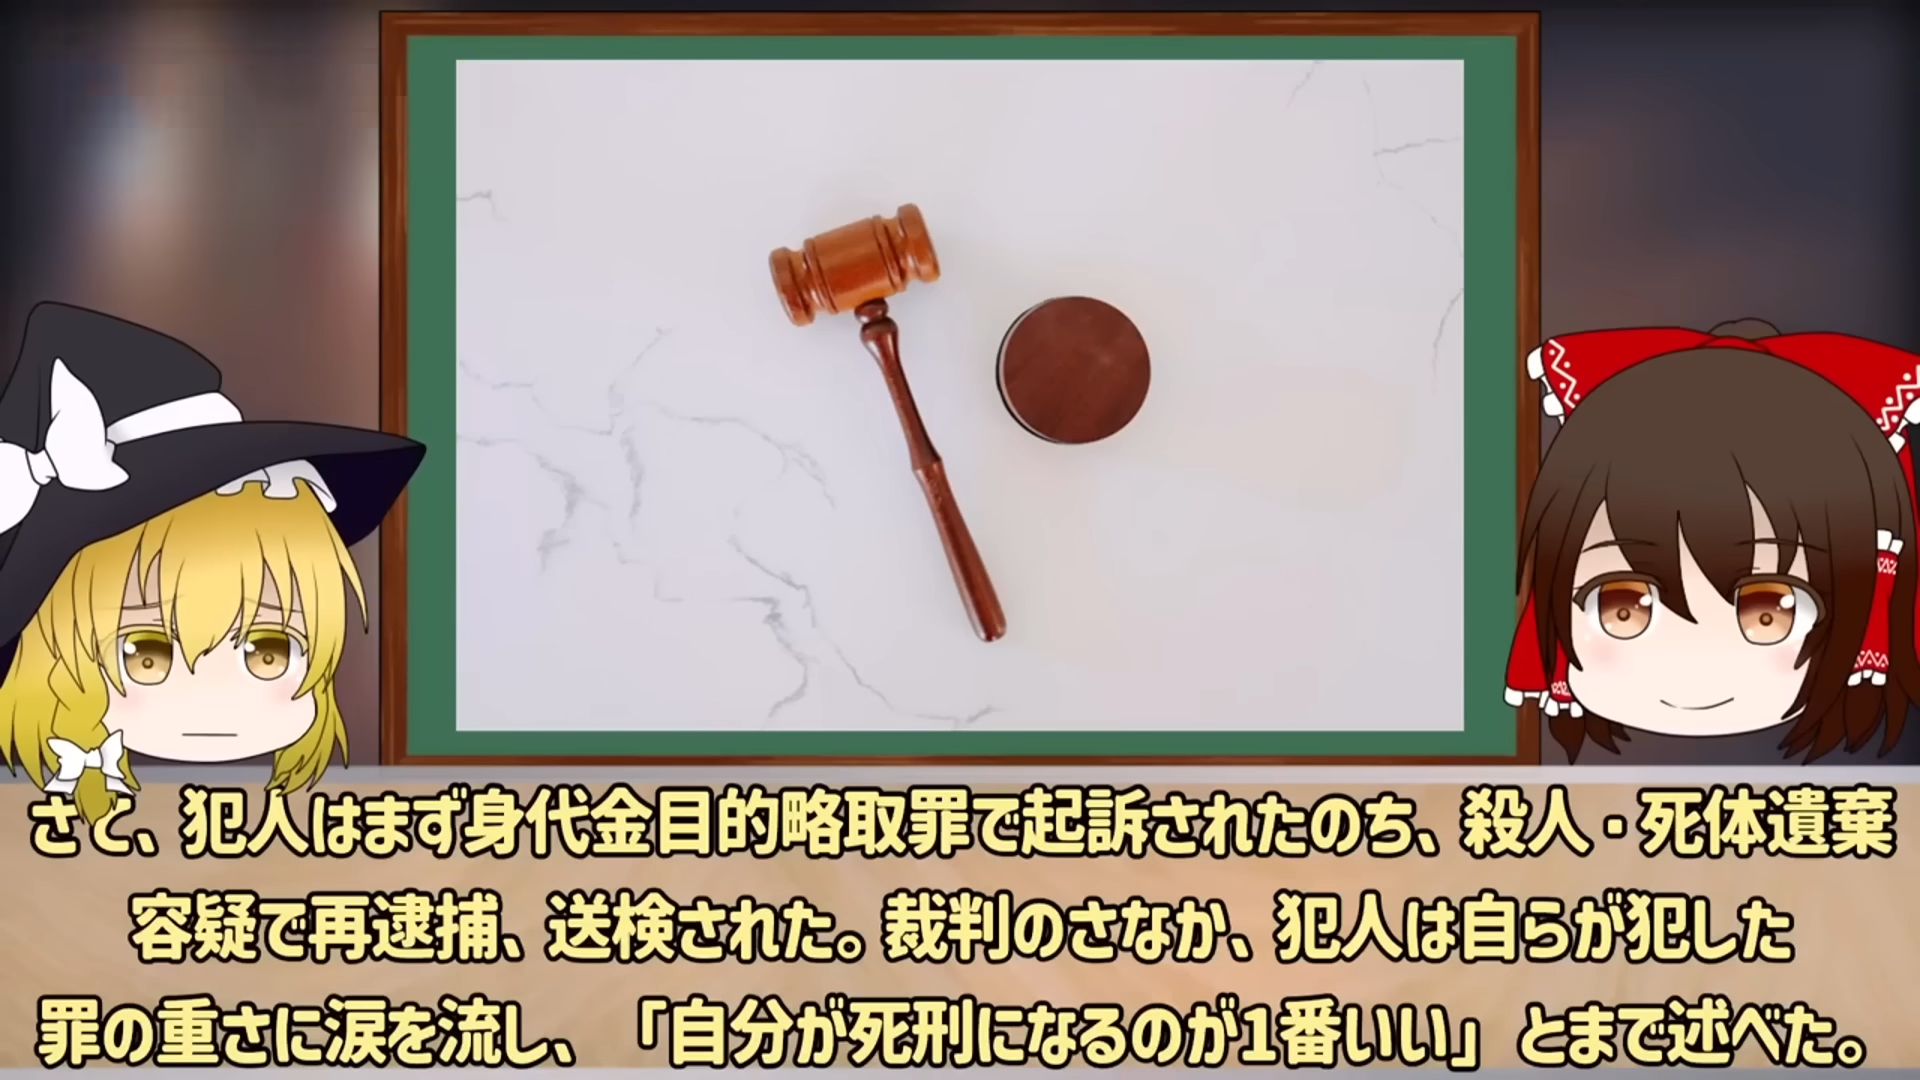 さて、犯人はまず身代金目的略取罪で起訴されたのち、殺人・死体遺棄
容疑で再逮捕、送検された。裁判のさなか、犯人は自らが犯した
罪の重さに涙を流し、「自分が死刑になるのが1番いい」とまで述べた。